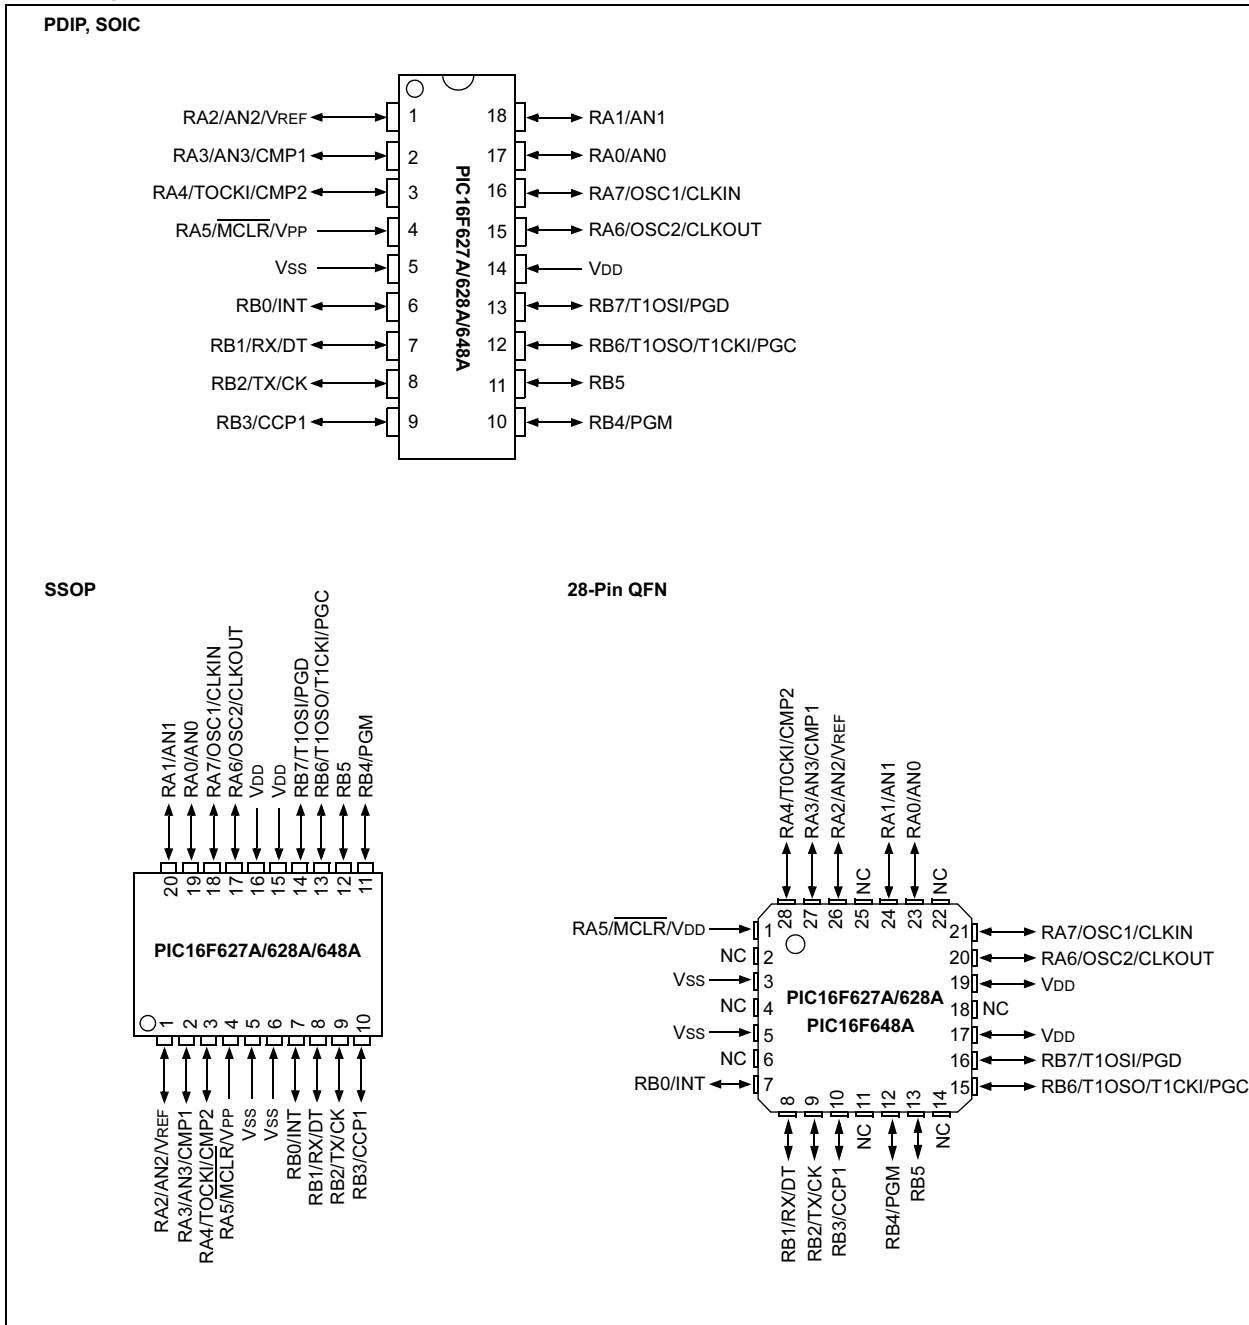 PDIP, SOIC
RA2/AN2/VREF 1 18 RA1/AN1
RA3/AN3/CMP1 2 17 RA0/AN0
RA4/TOCKI/CMP2 3 16 RA7/OSC1/CLKIN
RA5/MCLR/VPP 4 15 RA6/OSC2/CLKOUT
VSS 5 14 VDD
RB0/INT 6 13 RB7/T1OSI/PGD
RB1/RX/DT 7 12 RB6/T1OSO/T1CKI/PGC
RB2/TX/CK 8 11 RB5
RB3/CCP1 9 10 RB4/PGM
PIC16F627A/628A/648A
SSOP
RA1/AN1
RA0/AN0
RA7/OSC1/CLKIN
RA6/OSC2/CLKOUT
VDD
VDD
RB7/T1OSI/PGD
RB6/T1OSO/T1CKI/PGC
RB5
RB4/PGM
20 19 18 17 16 15 14 13 12 11
PIC16F627A/628A/648A
1 2 3 4 5 6 7 8 9 10
RA2/AN2/VREF
RA3/AN3/CMP1
RA4/TOCKI/CMP2
RA5/MCLR/VPP
VSS
VSS
RB0/INT
RB1/RX/DT
RB2/TX/CK
RB3/CCP1
28-Pin QFN
RA4/T0CKI/CMP2
RA3/AN3/CMP1
RA2/AN2/VREF
NC
RA1/AN1
RA0/AN0
NC
28 27 26 25 24 23 22
RA5/MCLR/VDD 1 21 RA7/OSC1/CLKIN
NC 2 20 RA6/OSC2/CLKOUT
VSS 3 19 VDD
NC 4 18 NC
VSS 5 17 VDD
NC 6 16 RB7/T1OSI/PGD
RB0/INT 7 15 RB6/T1OSO/T1CKI/PGC
PIC16F627A/628A
PIC16F648A
8 9 10 11 12 13 14
RB1/RX/DT
RB2/TX/CK
RB3/CCP1
NC
RB4/PGM
RB5
NC